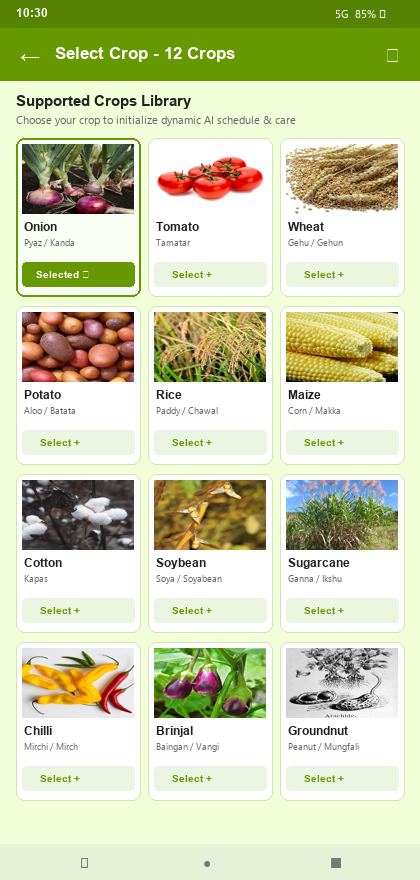 10:30
5G 85%
← Select Crop - 12 Crops
Supported Crops Library
Choose your crop to initialize dynamic AI schedule & care
Onion
Pyaz / Kanda
Selected
Tomato
Tamatar
Select +
Wheat
Gehu / Gehun
Select +
Potato
Aloo / Batata
Select +
Rice
Paddy / Chawal
Select +
Maize
Corn / Makka
Select +
Cotton
Kapas
Select +
Soybean
Soya / Soyabean
Select +
Sugarcane
Ganna / Ikshu
Select +
Chilli
Mirchi / Mirch
Select +
Brinjal
Baingan / Vangi
Select +
Arachide.
Groundnut
Peanut / Mungfali
Select +